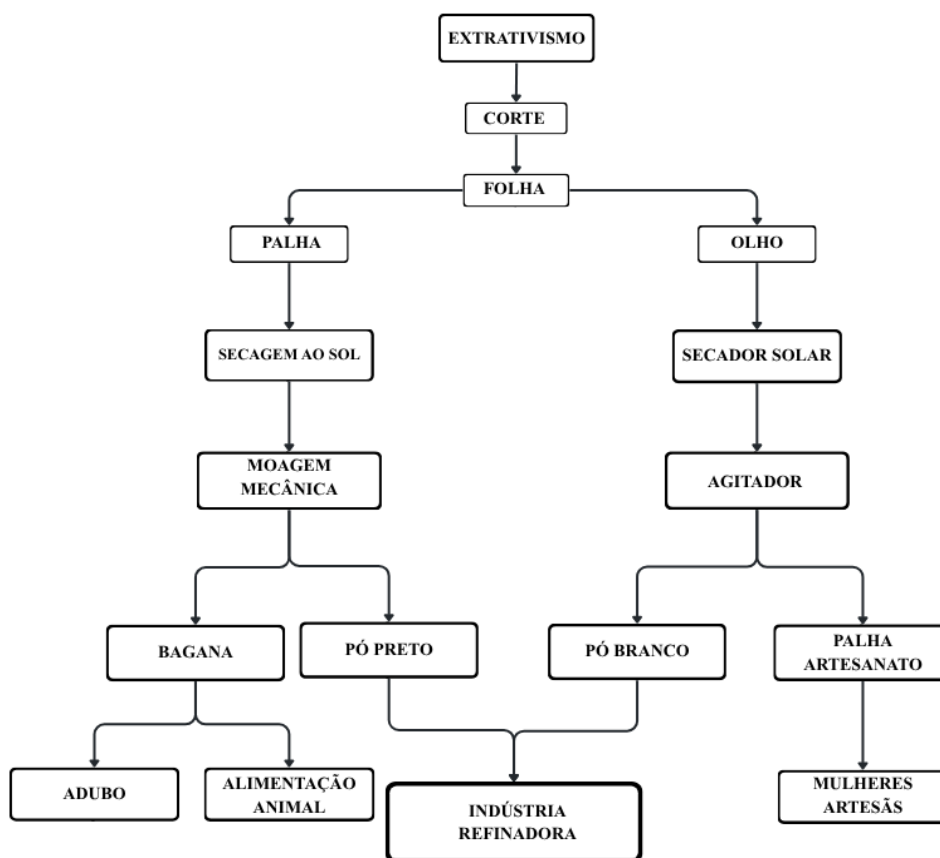 EXTRATIVISMO
CORTE
FOLHA
PALHA
OLHO
SECAGEM AO SOL
SECADOR SOLAR
MOAGEM
MECÂNICA
AGITADOR
BAGANA
PÓ PRETO
PÓ BRANCO
PALHA
ARTESANATO
ADUBO
ALIMENTAÇÃO
ANIMAL
INDÚSTRIA
REFINADORA
MULHERES
ARTESÃS